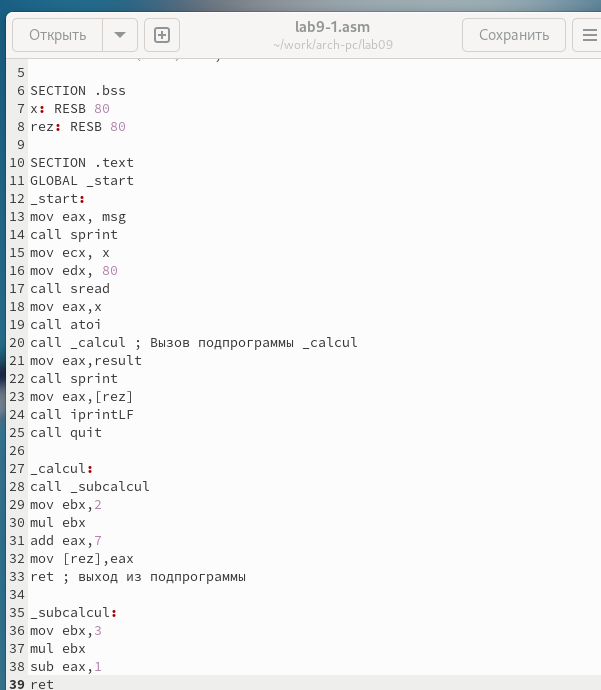 Открыть
lab9-1.asm
~/work/arch-pc/lab09
Сохранить
5
6 SECTION .bss
7 x: RESB 80
8 rez: RESB 80
9
10 SECTION .text
11 GLOBAL _start
12 _start:
13 mov eax, msg
14 call sprint
15 mov ecx, x
16 mov edx, 80
17 call sread
18 mov eax,x
19 call atoi
20 call _calcul ; Вызов подпрограммы _calcul
21 mov eax,result
22 call sprint
23 mov eax,[rez]
24 call iprintLF
25 call quit
26
27 _calcul:
28 call _subcalcul
29 mov ebx,2
30 mul ebx
31 add eax,7
32 mov [rez],eax
33 ret ; выход из подпрограммы
34
35 _subcalcul:
36 mov ebx,3
37 mul ebx
38 sub eax,1
39 ret